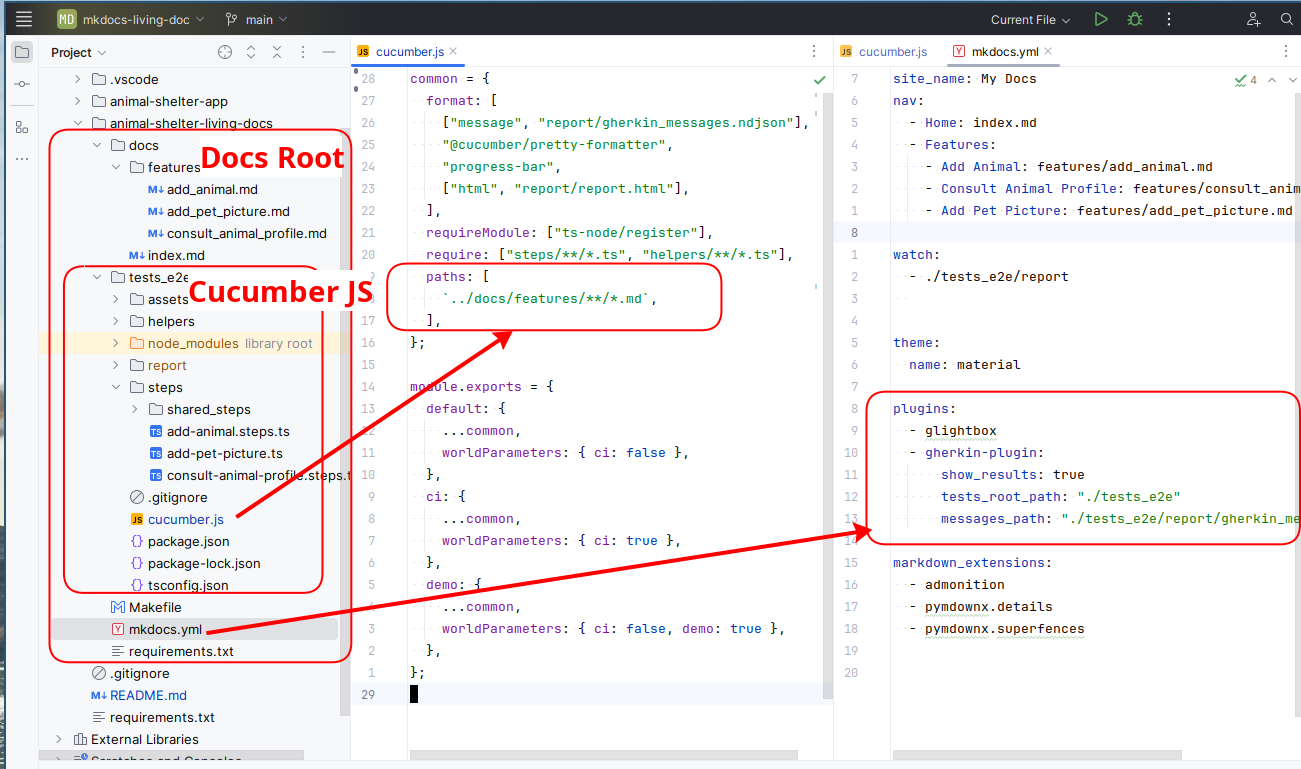 MD mkdocs-living-doc main Current File
Project
.vscode
animal-shelter-app
animal-shelter-living-docs
docs
Docs Root
features
M↓ add_animal.md
M↓ add_pet_picture.md
M↓ consult_animal_profile.md
M↓ index.md
tests_e2e
Cucumber JS
assets
helpers
node_modules library root
report
steps
shared_steps
TS add-animal.steps.ts
TS add-pet-picture.ts
TS consult-animal-profile.steps.t
.gitignore
JS cucumber.js
{} package.json
{} package-lock.json
{} tsconfig.json
Makefile
Y mkdocs.yml
requirements.txt
.gitignore
M↓ README.md
requirements.txt
External Libraries
Scratches and Consoles
JS cucumber.js
28 common = {
27 format: [
26 ["message", "report/gherkin_messages.ndjson"],
25 "@cucumber/pretty-formatter",
24 "progress-bar",
23 ["html", "report/report.html"],
22 ],
21 requireModule: ["ts-node/register"],
20 require: ["steps/**/*.ts", "helpers/**/*.ts"],
paths: [
`../docs/features/**/*.md`,
17 ],
16 };
15
14 module.exports = {
13 default: {
12 ...common,
11 worldParameters: { ci: false },
10 },
9 ci: {
8 ...common,
7 worldParameters: { ci: true },
6 },
5 demo: {
4 ...common,
3 worldParameters: { ci: false, demo: true },
2 },
1 };
29
JS cucumber.js Y mkdocs.yml
4
7 site_name: My Docs
6 nav:
5 - Home: index.md
4 - Features:
3 - Add Animal: features/add_animal.md
2 - Consult Animal Profile: features/consult_anim
1 - Add Pet Picture: features/add_pet_picture.md
8
1 watch:
2 - ./tests_e2e/report
3
4
5 theme:
6 name: material
7
8 plugins:
9 - glightbox
10 - gherkin-plugin:
11 show_results: true
12 tests_root_path: "./tests_e2e"
13 messages_path: "./tests_e2e/report/gherkin_me
14
15 markdown_extensions:
16 - admonition
17 - pymdownx.details
18 - pymdownx.superfences
19
20